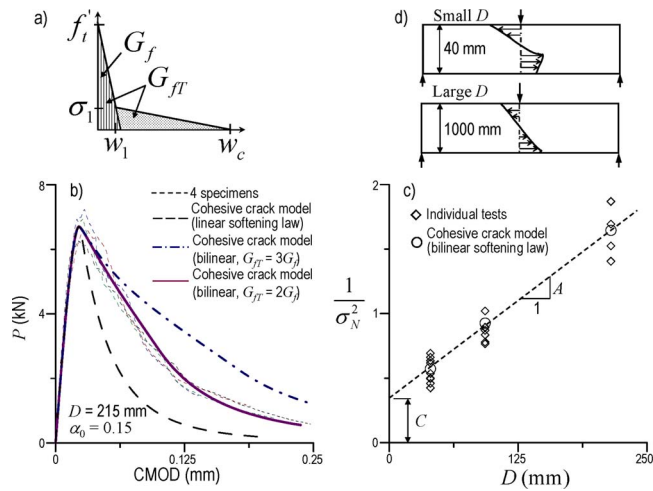 a)
f't
Gf
GfT
σ1
w1
wc
d)
Small D
40 mm
Large D
1000 mm
b)
8
4
0
P (kN)
4 specimens
Cohesive crack model
(linear softening law)
Cohesive crack model
(bilinear, GfT = 3Gf)
Cohesive crack model
(bilinear, GfT = 2Gf)
D = 215 mm
α0 = 0.15
0
0.125
0.25
CMOD (mm)
c)
2
1
0
1
σN2
Individual tests
Cohesive crack model
(bilinear softening law)
A
1
C
0
125
250
D (mm)